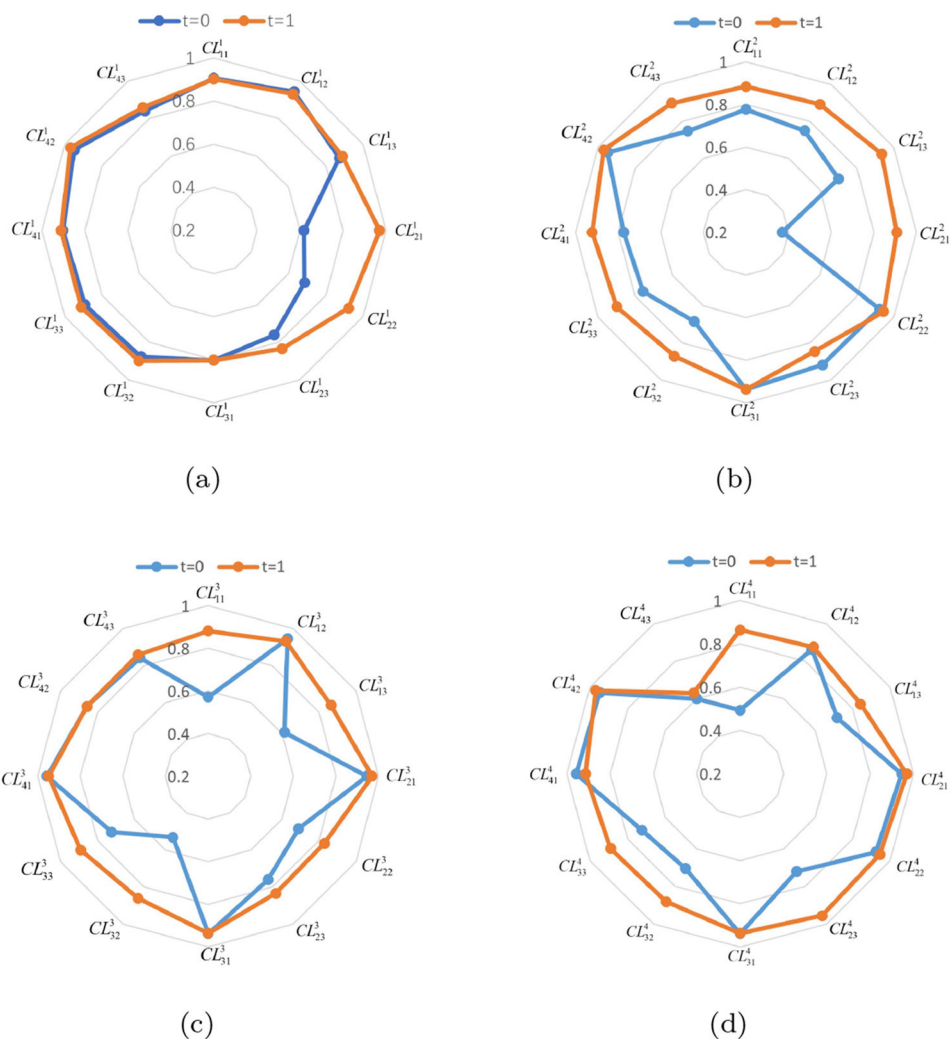 t=0 t=1
1
0.8
0.6
0.4
0.2
CL¹₁₁
CL¹₁₂
CL¹₁₃
CL¹₂₁
CL¹₂₂
CL¹₂₃
CL¹₃₁
CL¹₃₂
CL¹₃₃
CL¹₄₁
CL¹₄₂
CL¹₄₃
(a)
t=0 t=1
1
0.8
0.6
0.4
0.2
CL²₁₁
CL²₁₂
CL²₁₃
CL²₂₁
CL²₂₂
CL²₂₃
CL²₃₁
CL²₃₂
CL²₃₃
CL²₄₁
CL²₄₂
CL²₄₃
(b)
t=0 t=1
1
0.8
0.6
0.4
0.2
CL³₁₁
CL³₁₂
CL³₁₃
CL³₂₁
CL³₂₂
CL³₂₃
CL³₃₁
CL³₃₂
CL³₃₃
CL³₄₁
CL³₄₂
CL³₄₃
(c)
t=0 t=1
1
0.8
0.6
0.4
0.2
CL⁴₁₁
CL⁴₁₂
CL⁴₁₃
CL⁴₂₁
CL⁴₂₂
CL⁴₂₃
CL⁴₃₁
CL⁴₃₂
CL⁴₃₃
CL⁴₄₁
CL⁴₄₂
CL⁴₄₃
(d)